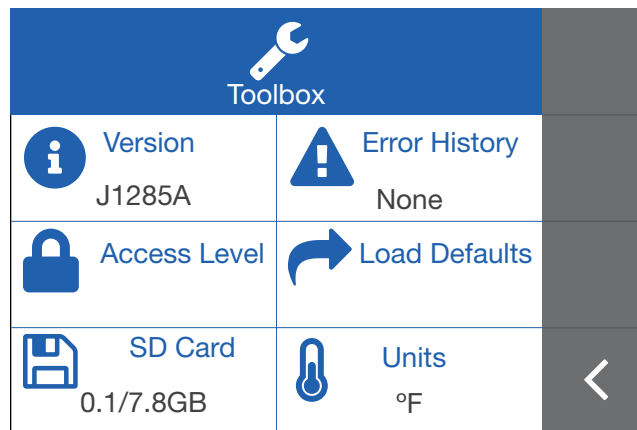 Toolbox
Version
J1285A
Error History
None
Access Level
Load Defaults
SD Card
0.1/7.8GB
Units
°F